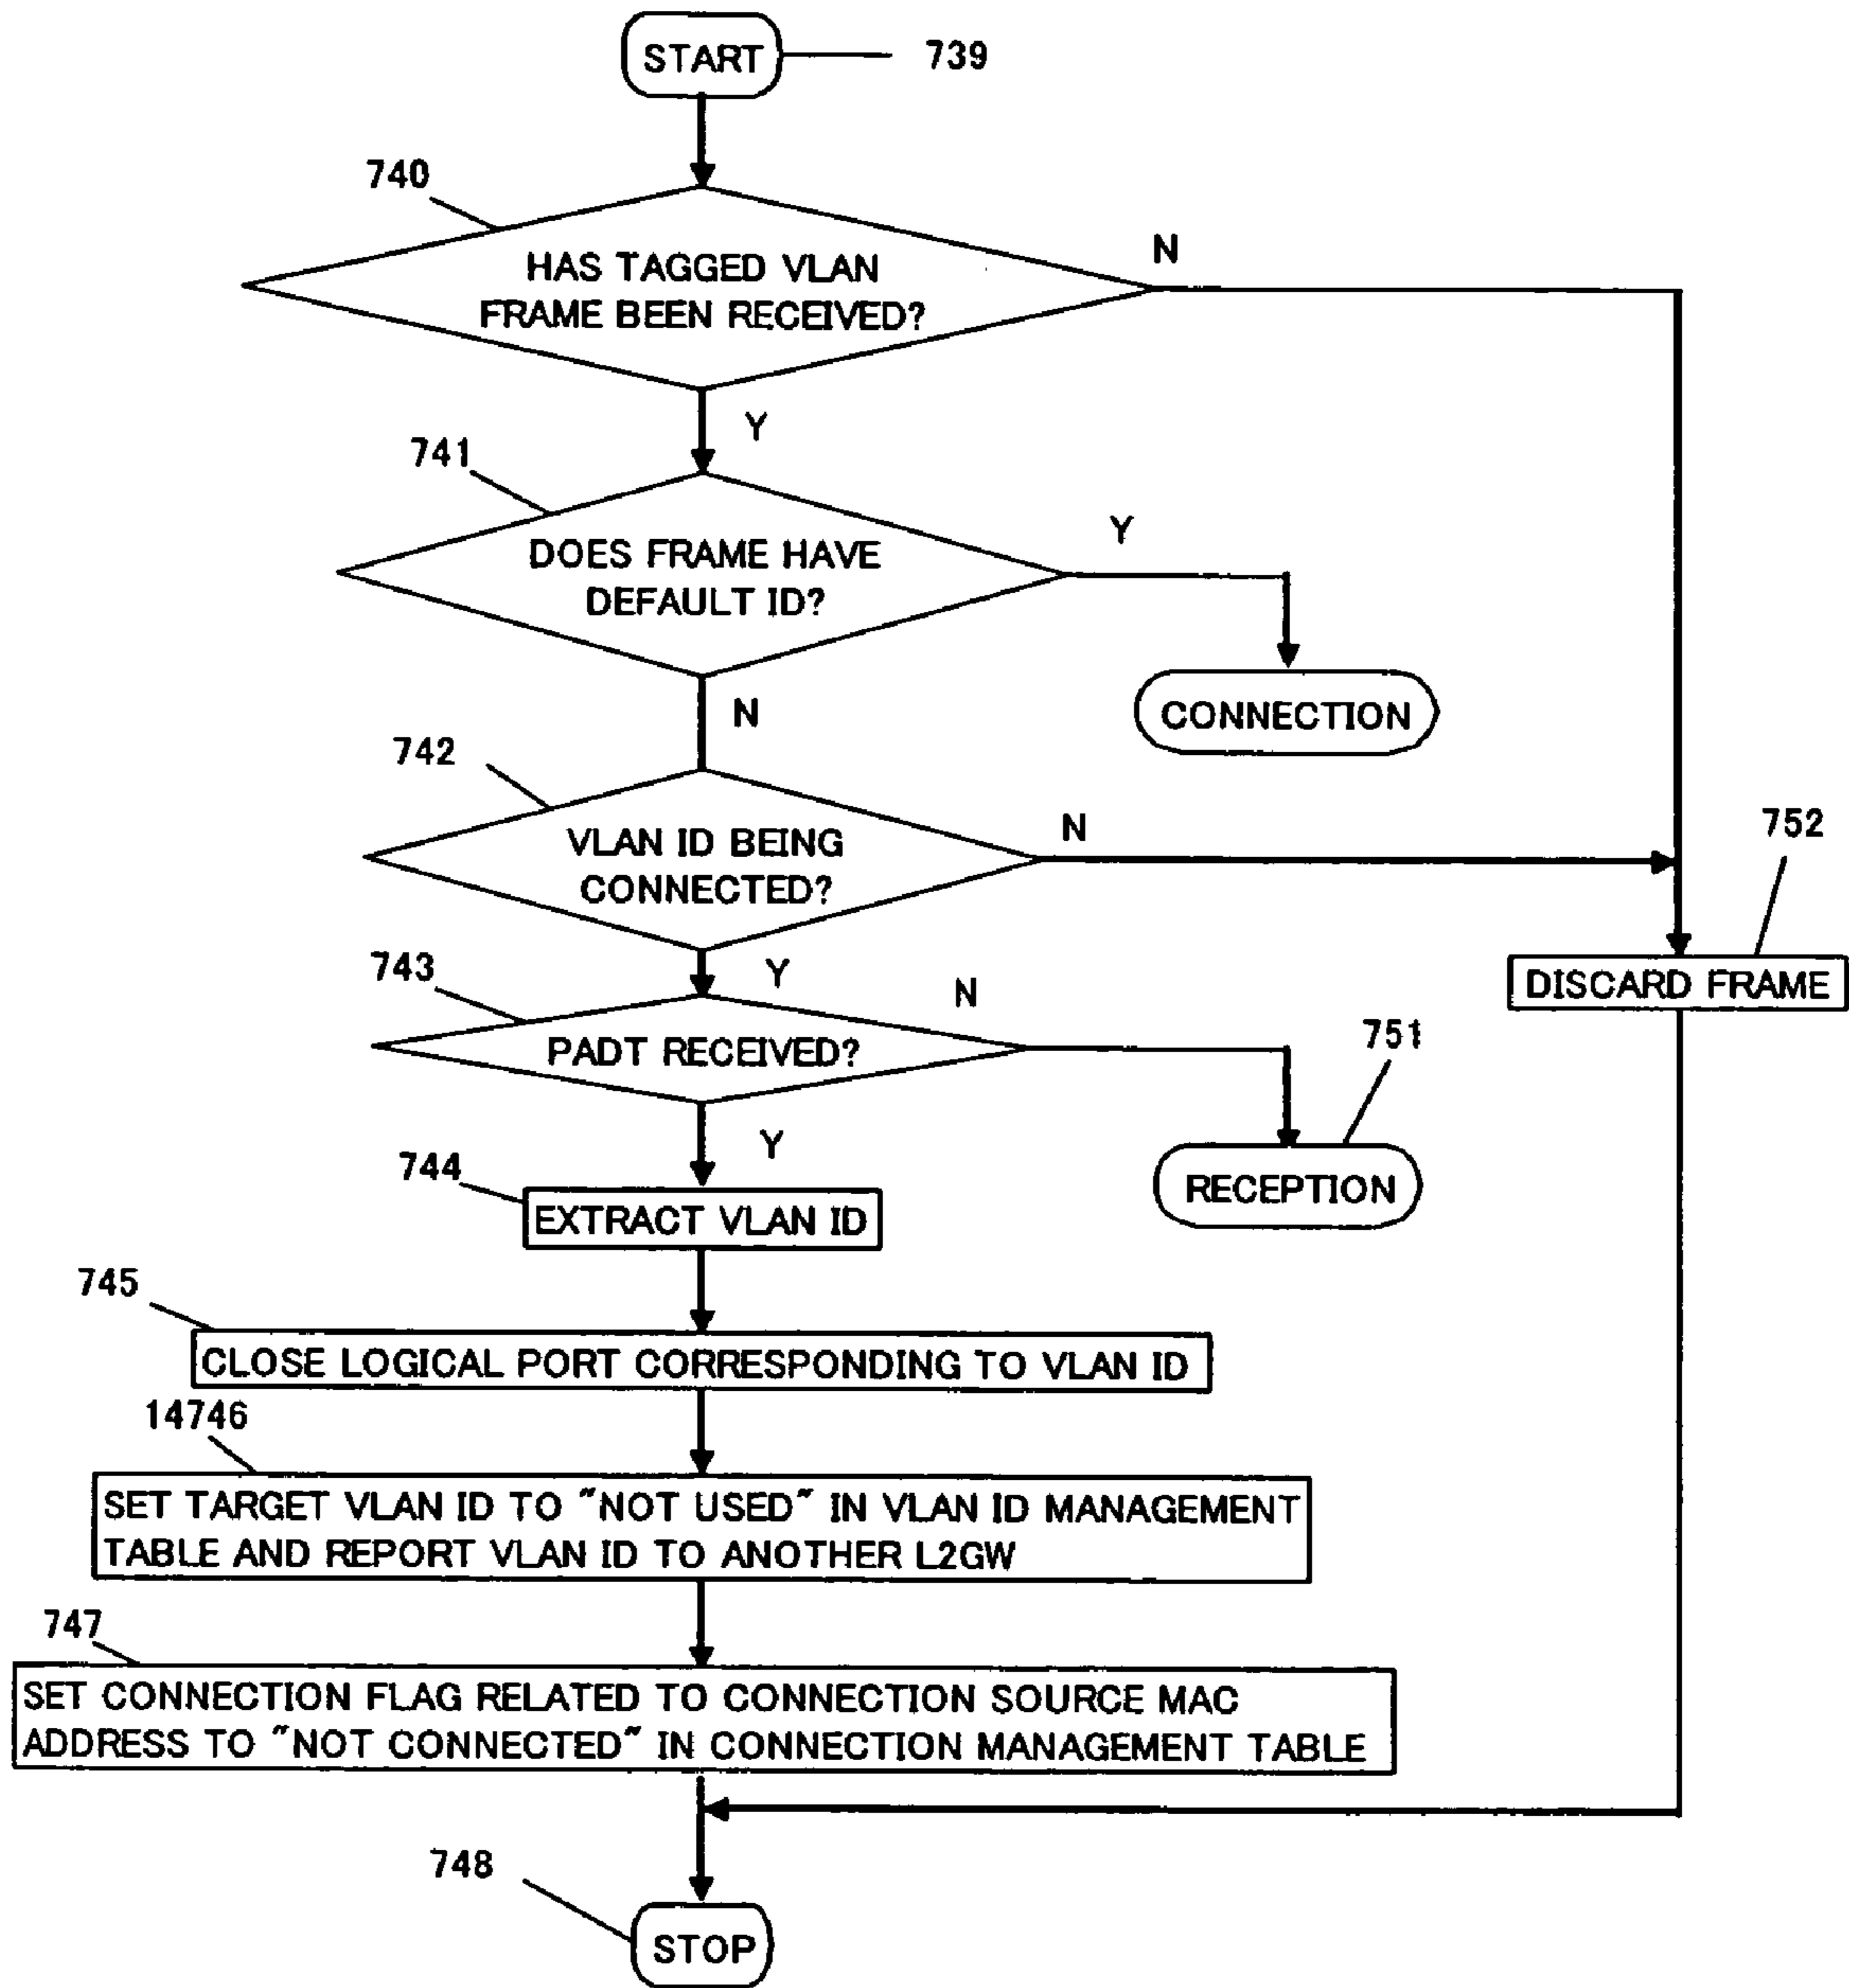 START
739
740
HAS TAGGED VLAN
FRAME BEEN RECEIVED?
N
Y
741
DOES FRAME HAVE
DEFAULT ID?
Y
N
CONNECTION
742
VLAN ID BEING
CONNECTED?
N
752
Y
DISCARD FRAME
743
PADT RECEIVED?
N
751
Y
RECEPTION
744
EXTRACT VLAN ID
745
CLOSE LOGICAL PORT CORRESPONDING TO VLAN ID
14746
SET TARGET VLAN ID TO "NOT USED" IN VLAN ID MANAGEMENT
TABLE AND REPORT VLAN ID TO ANOTHER L2GW
747
SET CONNECTION FLAG RELATED TO CONNECTION SOURCE MAC
ADDRESS TO "NOT CONNECTED" IN CONNECTION MANAGEMENT TABLE
748
STOP